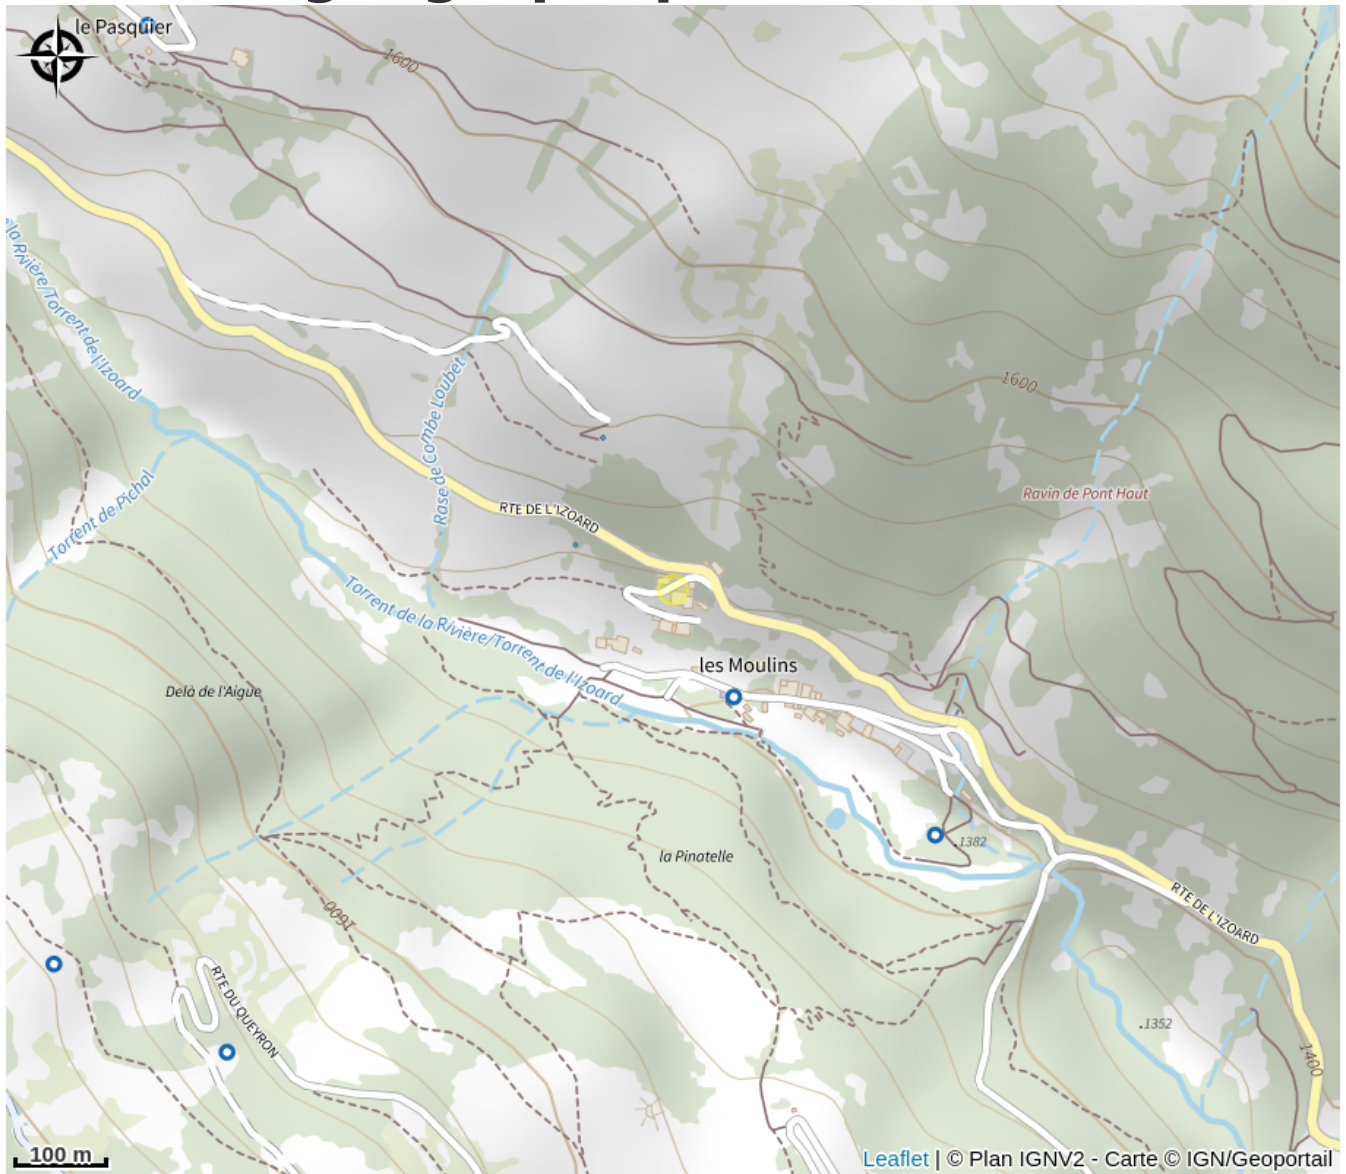 le Pasquier
1600
de la Rivière/Torrent de l'Izoard
Rase de Combe Loubet
1600
Torrent de Pichal
Ravin de Pont Haut
RTE DE L'IZOARD
Torrent de la Rivière/Torrent de l'Izoard
les Moulins
Delà de l'Aigue
la Pinatelle
.1382
1600
RTE DE L'IZOARD
RTE DU QUEYRON
.1352
1400
100 m
Leaflet | © Plan IGNV2 - Carte © IGN/Geoportail